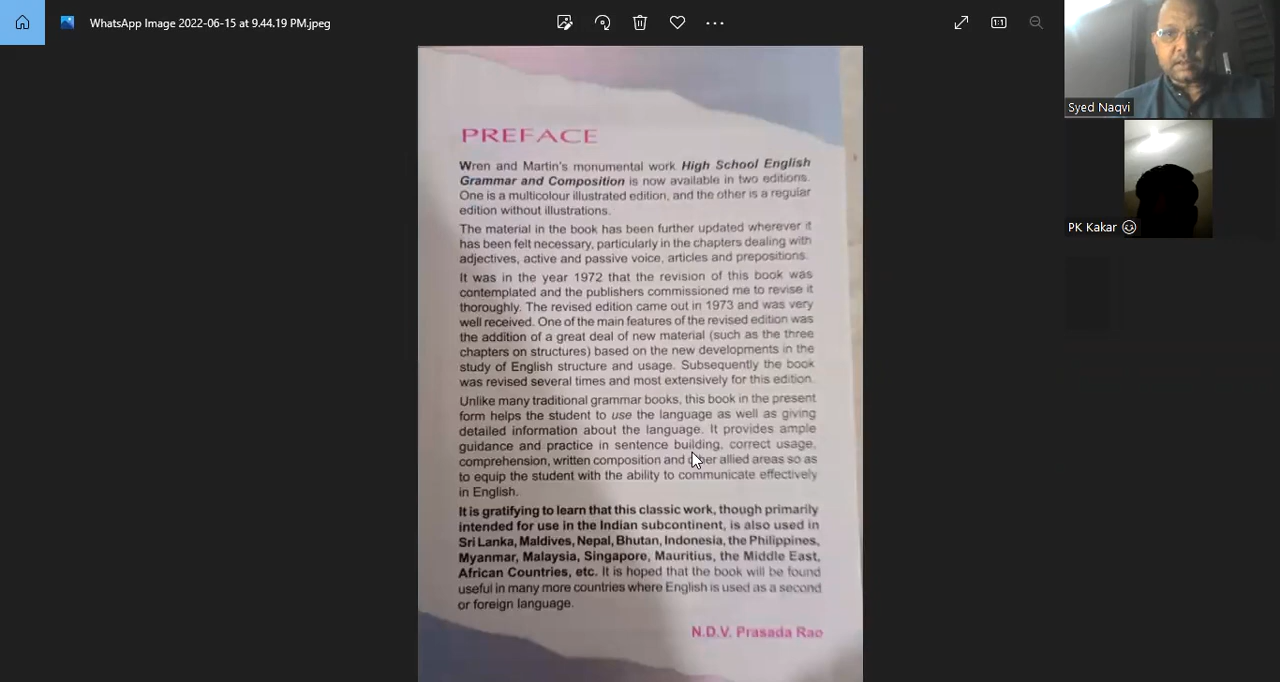 WhatsApp Image 2022-06-15 at 9.44.19 PM.jpeg
1:1
Syed Naqvi
PK Kakar
PREFACE
Wren and Martin's monumental work High School English
Grammar and Composition is now available in two editions.
One is a multicolour illustrated edition, and the other is a regular
edition without illustrations.
The material in the book has been further updated wherever it
has been felt necessary, particularly in the chapters dealing with
adjectives, active and passive voice, articles and prepositions.
It was in the year 1972 that the revision of this book was
contemplated and the publishers commissioned me to revise it
thoroughly. The revised edition came out in 1973 and was very
well received. One of the main features of the revised edition was
the addition of a great deal of new material (such as the three
chapters on structures) based on the new developments in the
study of English structure and usage. Subsequently the book
was revised several times and most extensively for this edition.
Unlike many traditional grammar books, this book in the present
form helps the student to use the language as well as giving
detailed information about the language. It provides ample
guidance and practice in sentence building, correct usage,
comprehension, written composition and other allied areas so as
to equip the student with the ability to communicate effectively
in English.
It is gratifying to learn that this classic work, though primarily
intended for use in the Indian subcontinent, is also used in
Sri Lanka, Maldives, Nepal, Bhutan, Indonesia, the Philippines,
Myanmar, Malaysia, Singapore, Mauritius, the Middle East,
African Countries, etc. It is hoped that the book will be found
useful in many more countries where English is used as a second
or foreign language.
N.D.V. Prasada Rao